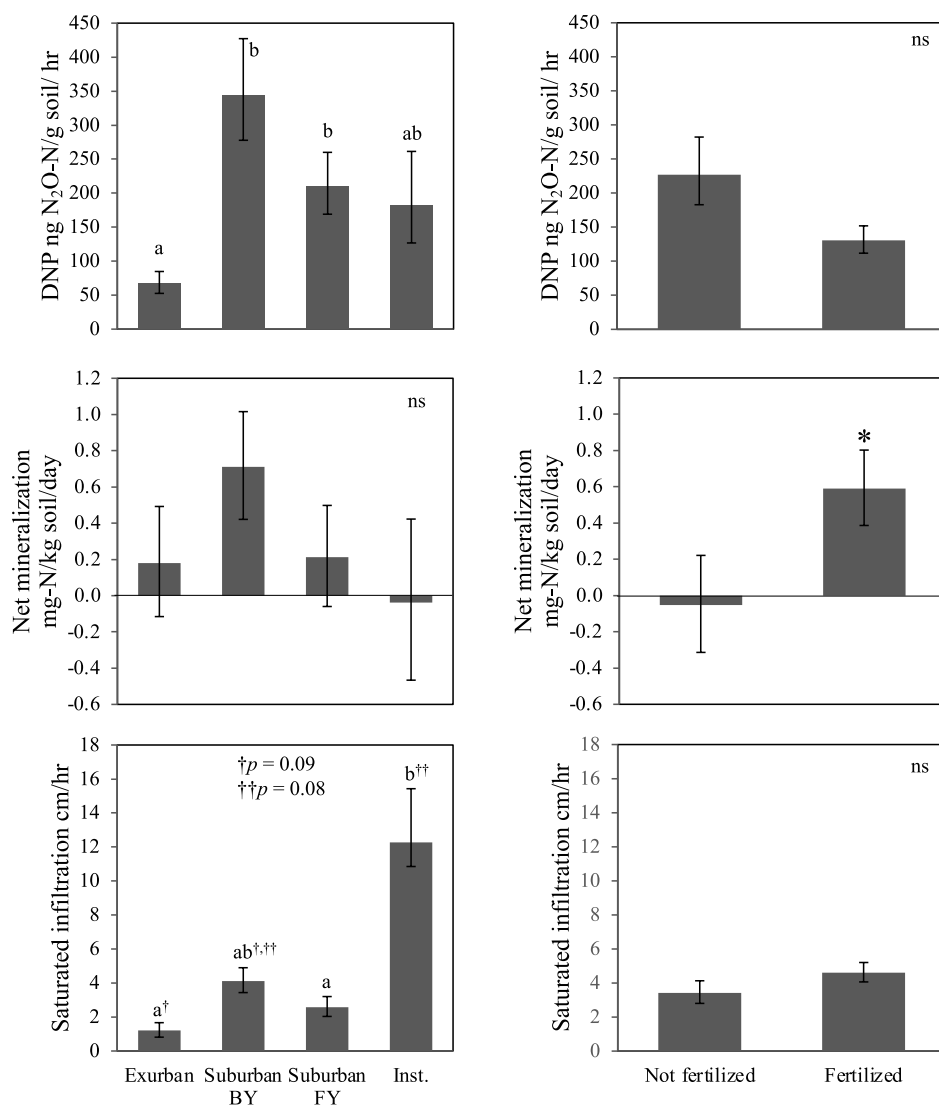 DNP ng N₂O-N/g soil/ hr
450
400
350
300
250
200
150
100
50
0
a
b
b
ab
DNP ng N₂O-N/g soil/ hr
450
400
350
300
250
200
150
100
50
0
ns
Net mineralization
mg-N/kg soil/day
1.2
1.0
0.8
0.6
0.4
0.2
0.0
-0.2
-0.4
-0.6
ns
Net mineralization
mg-N/kg soil/day
1.2
1.0
0.8
0.6
0.4
0.2
0.0
-0.2
-0.4
-0.6
*
Saturated infiltration cm/hr
18
16
14
12
10
8
6
4
2
0
†p = 0.09
††p = 0.08
a†
ab†,††
a
b††
Exurban
Suburban
BY
Suburban
FY
Inst.
Saturated infiltration cm/hr
18
16
14
12
10
8
6
4
2
0
ns
Not fertilized
Fertilized